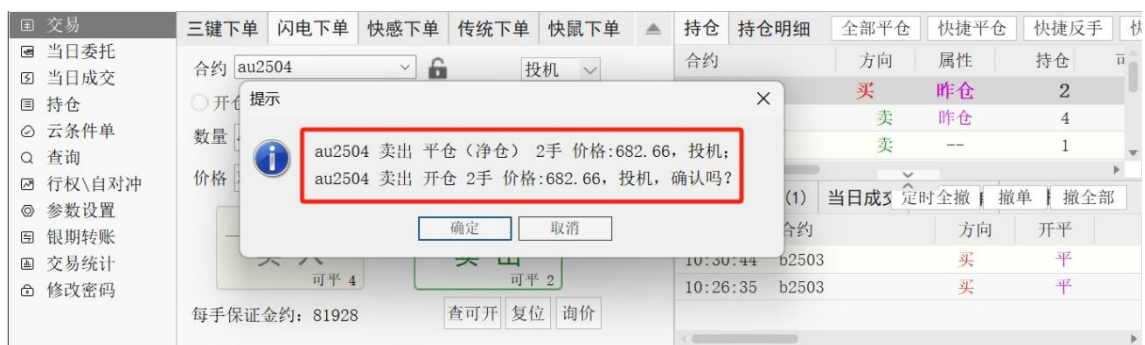 交易
当日委托
当日成交
持仓
云条件单
查询
行权\自对冲
参数设置
银期转账
交易统计
修改密码
三键下单 闪电下单 快感下单 传统下单 快鼠下单
合约 au2504 投机
开仓
数量
价格
提示
au2504 卖出 平仓（净仓） 2手 价格:682.66，投机；
au2504 卖出 开仓 2手 价格:682.66，投机，确认吗？
确定 取消
可平 4
卖 出
可平 2
每手保证金约: 81928 查可开 复位 询价
持仓 持仓明细 全部平仓 快捷平仓 快捷反手
合约 方向 属性 持仓
买 昨仓 2
卖 昨仓 4
卖 -- 1
(1) 当日成交 定时全撤 撤单 撤全部
合约 方向 开平
10:30:44 b2503 买 平
10:26:35 b2503 买 平